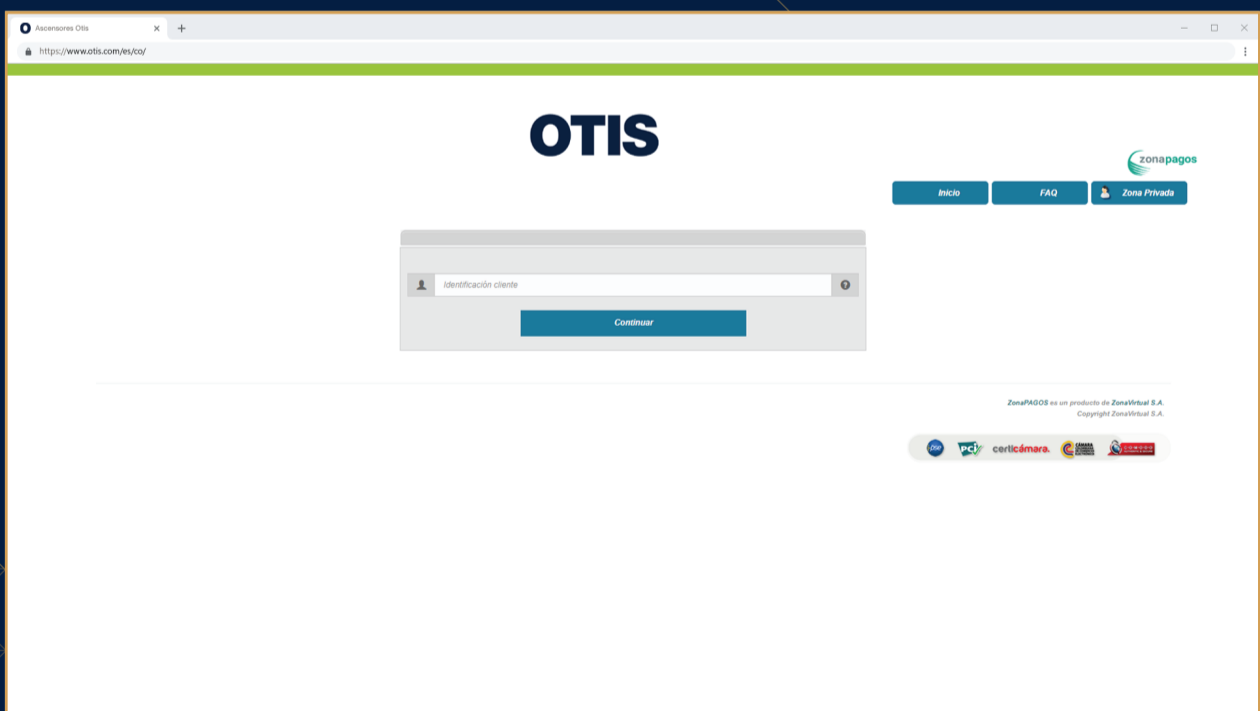 Ascensores Otis
https://www.otis.com/es/co/
OTIS
zonapagos
Inicio
FAQ
Zona Privada
Identificación cliente
Continuar
ZonaPAGOS es un producto de ZonaVirtual S.A.
Copyright ZonaVirtual S.A.
pse
PCI
certicámara.
CÁMARA